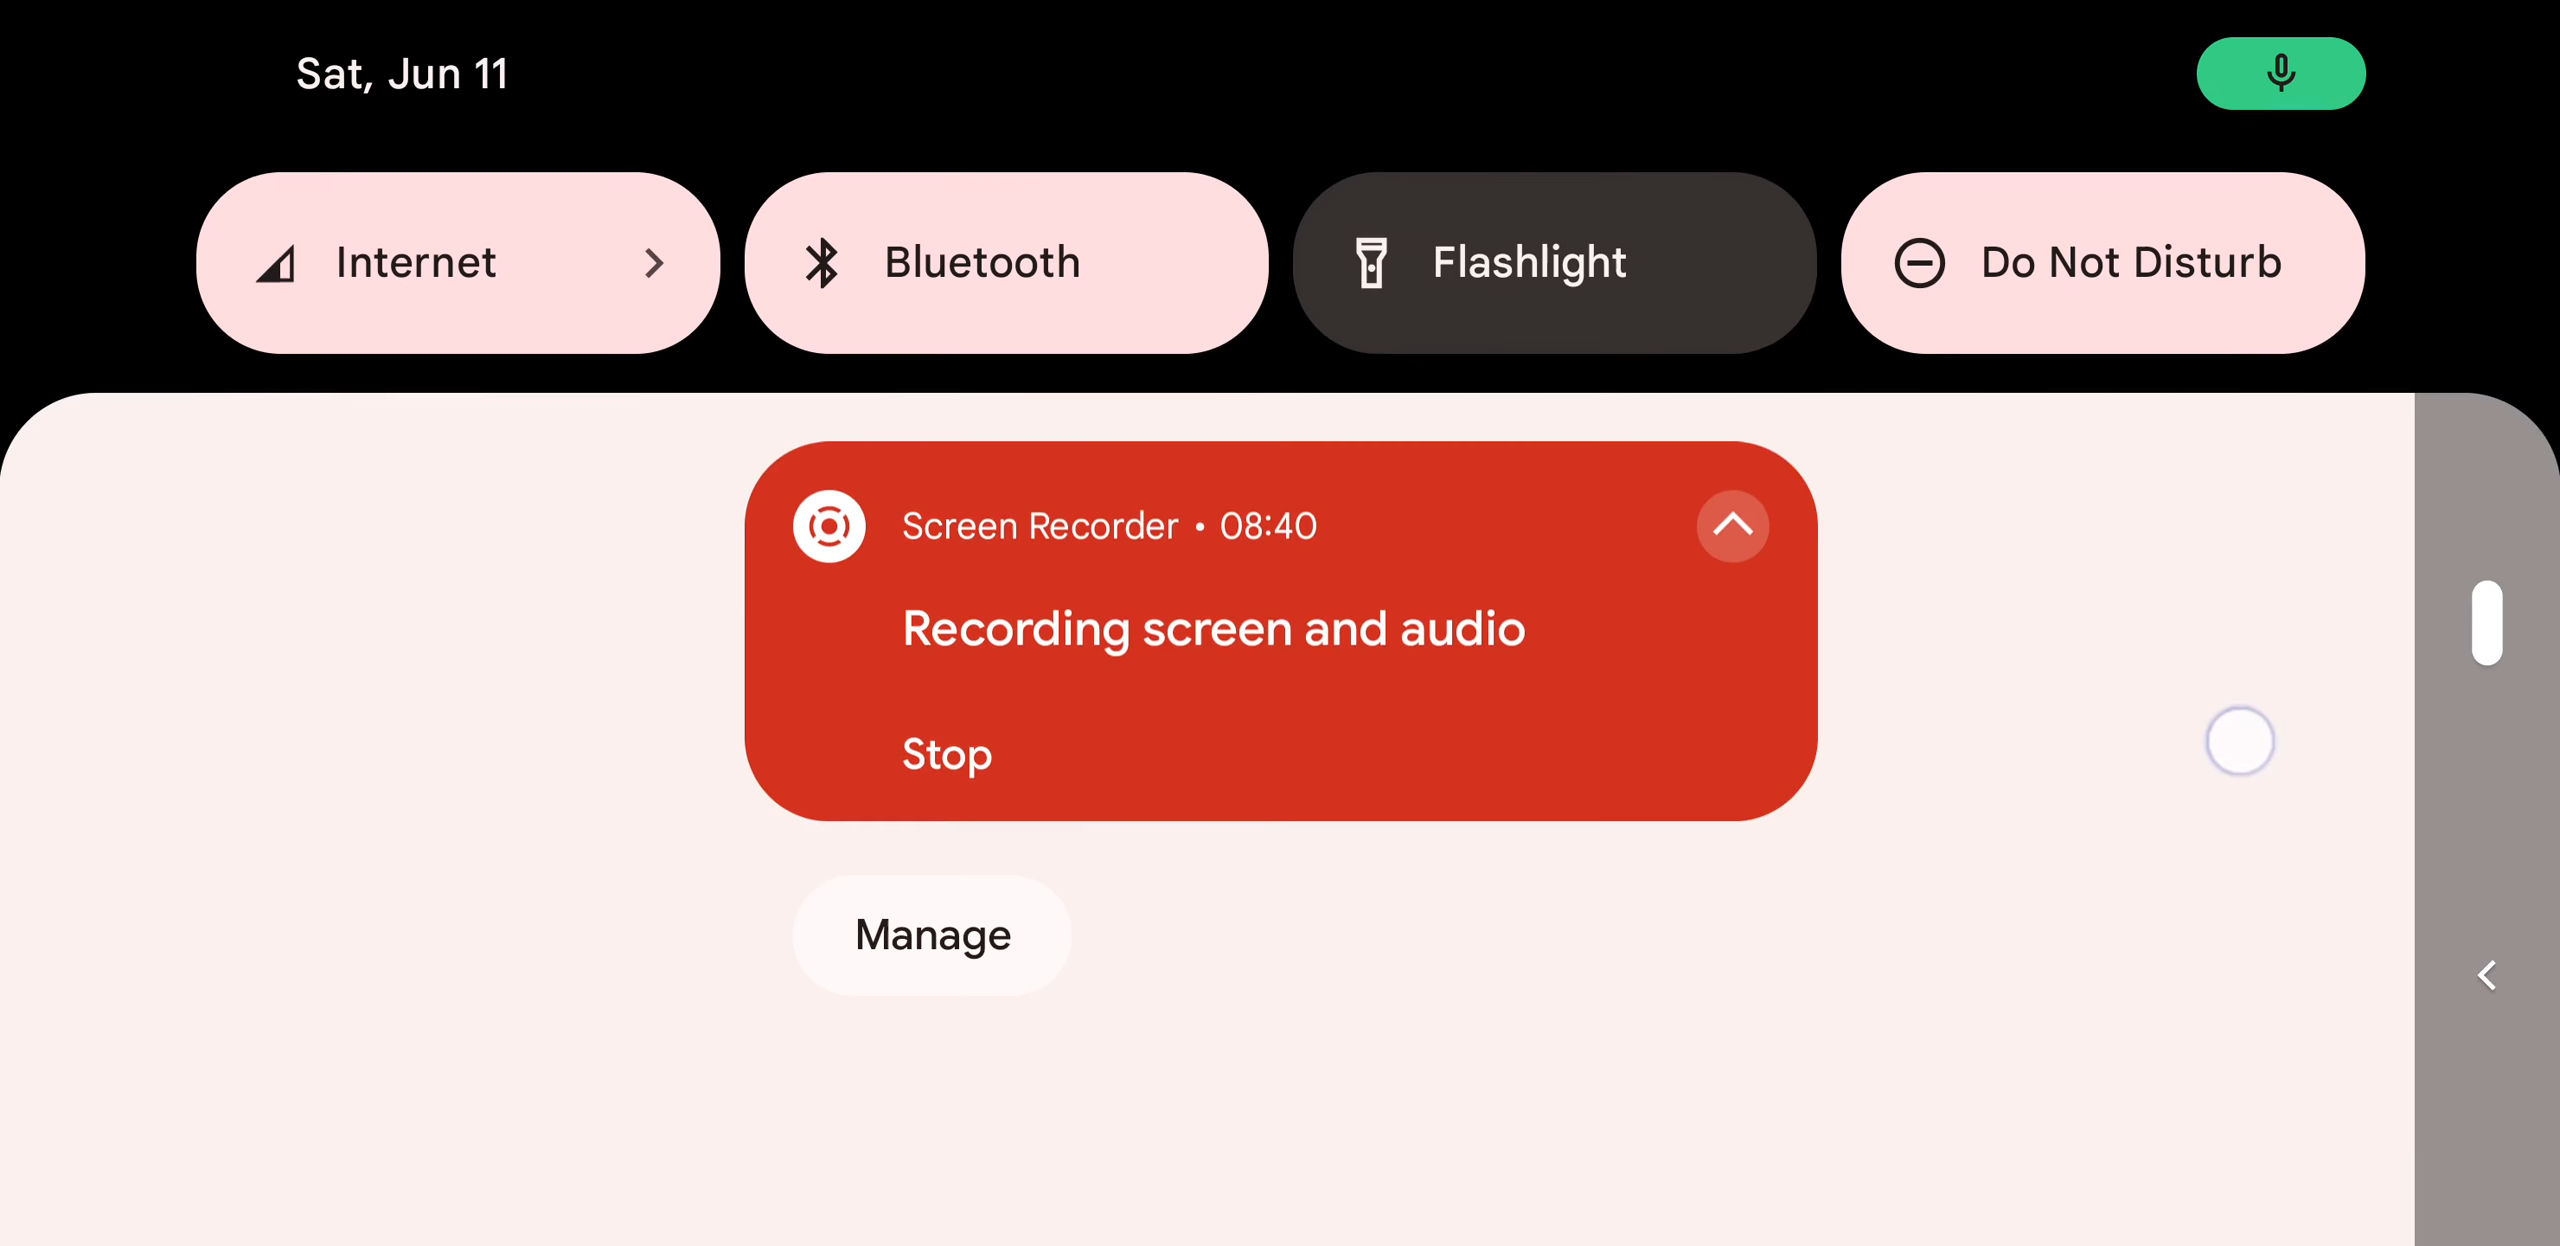 Sat, Jun 11
Internet
Bluetooth
Flashlight
Do Not Disturb
Screen Recorder • 08:40
Recording screen and audio
Stop
Manage